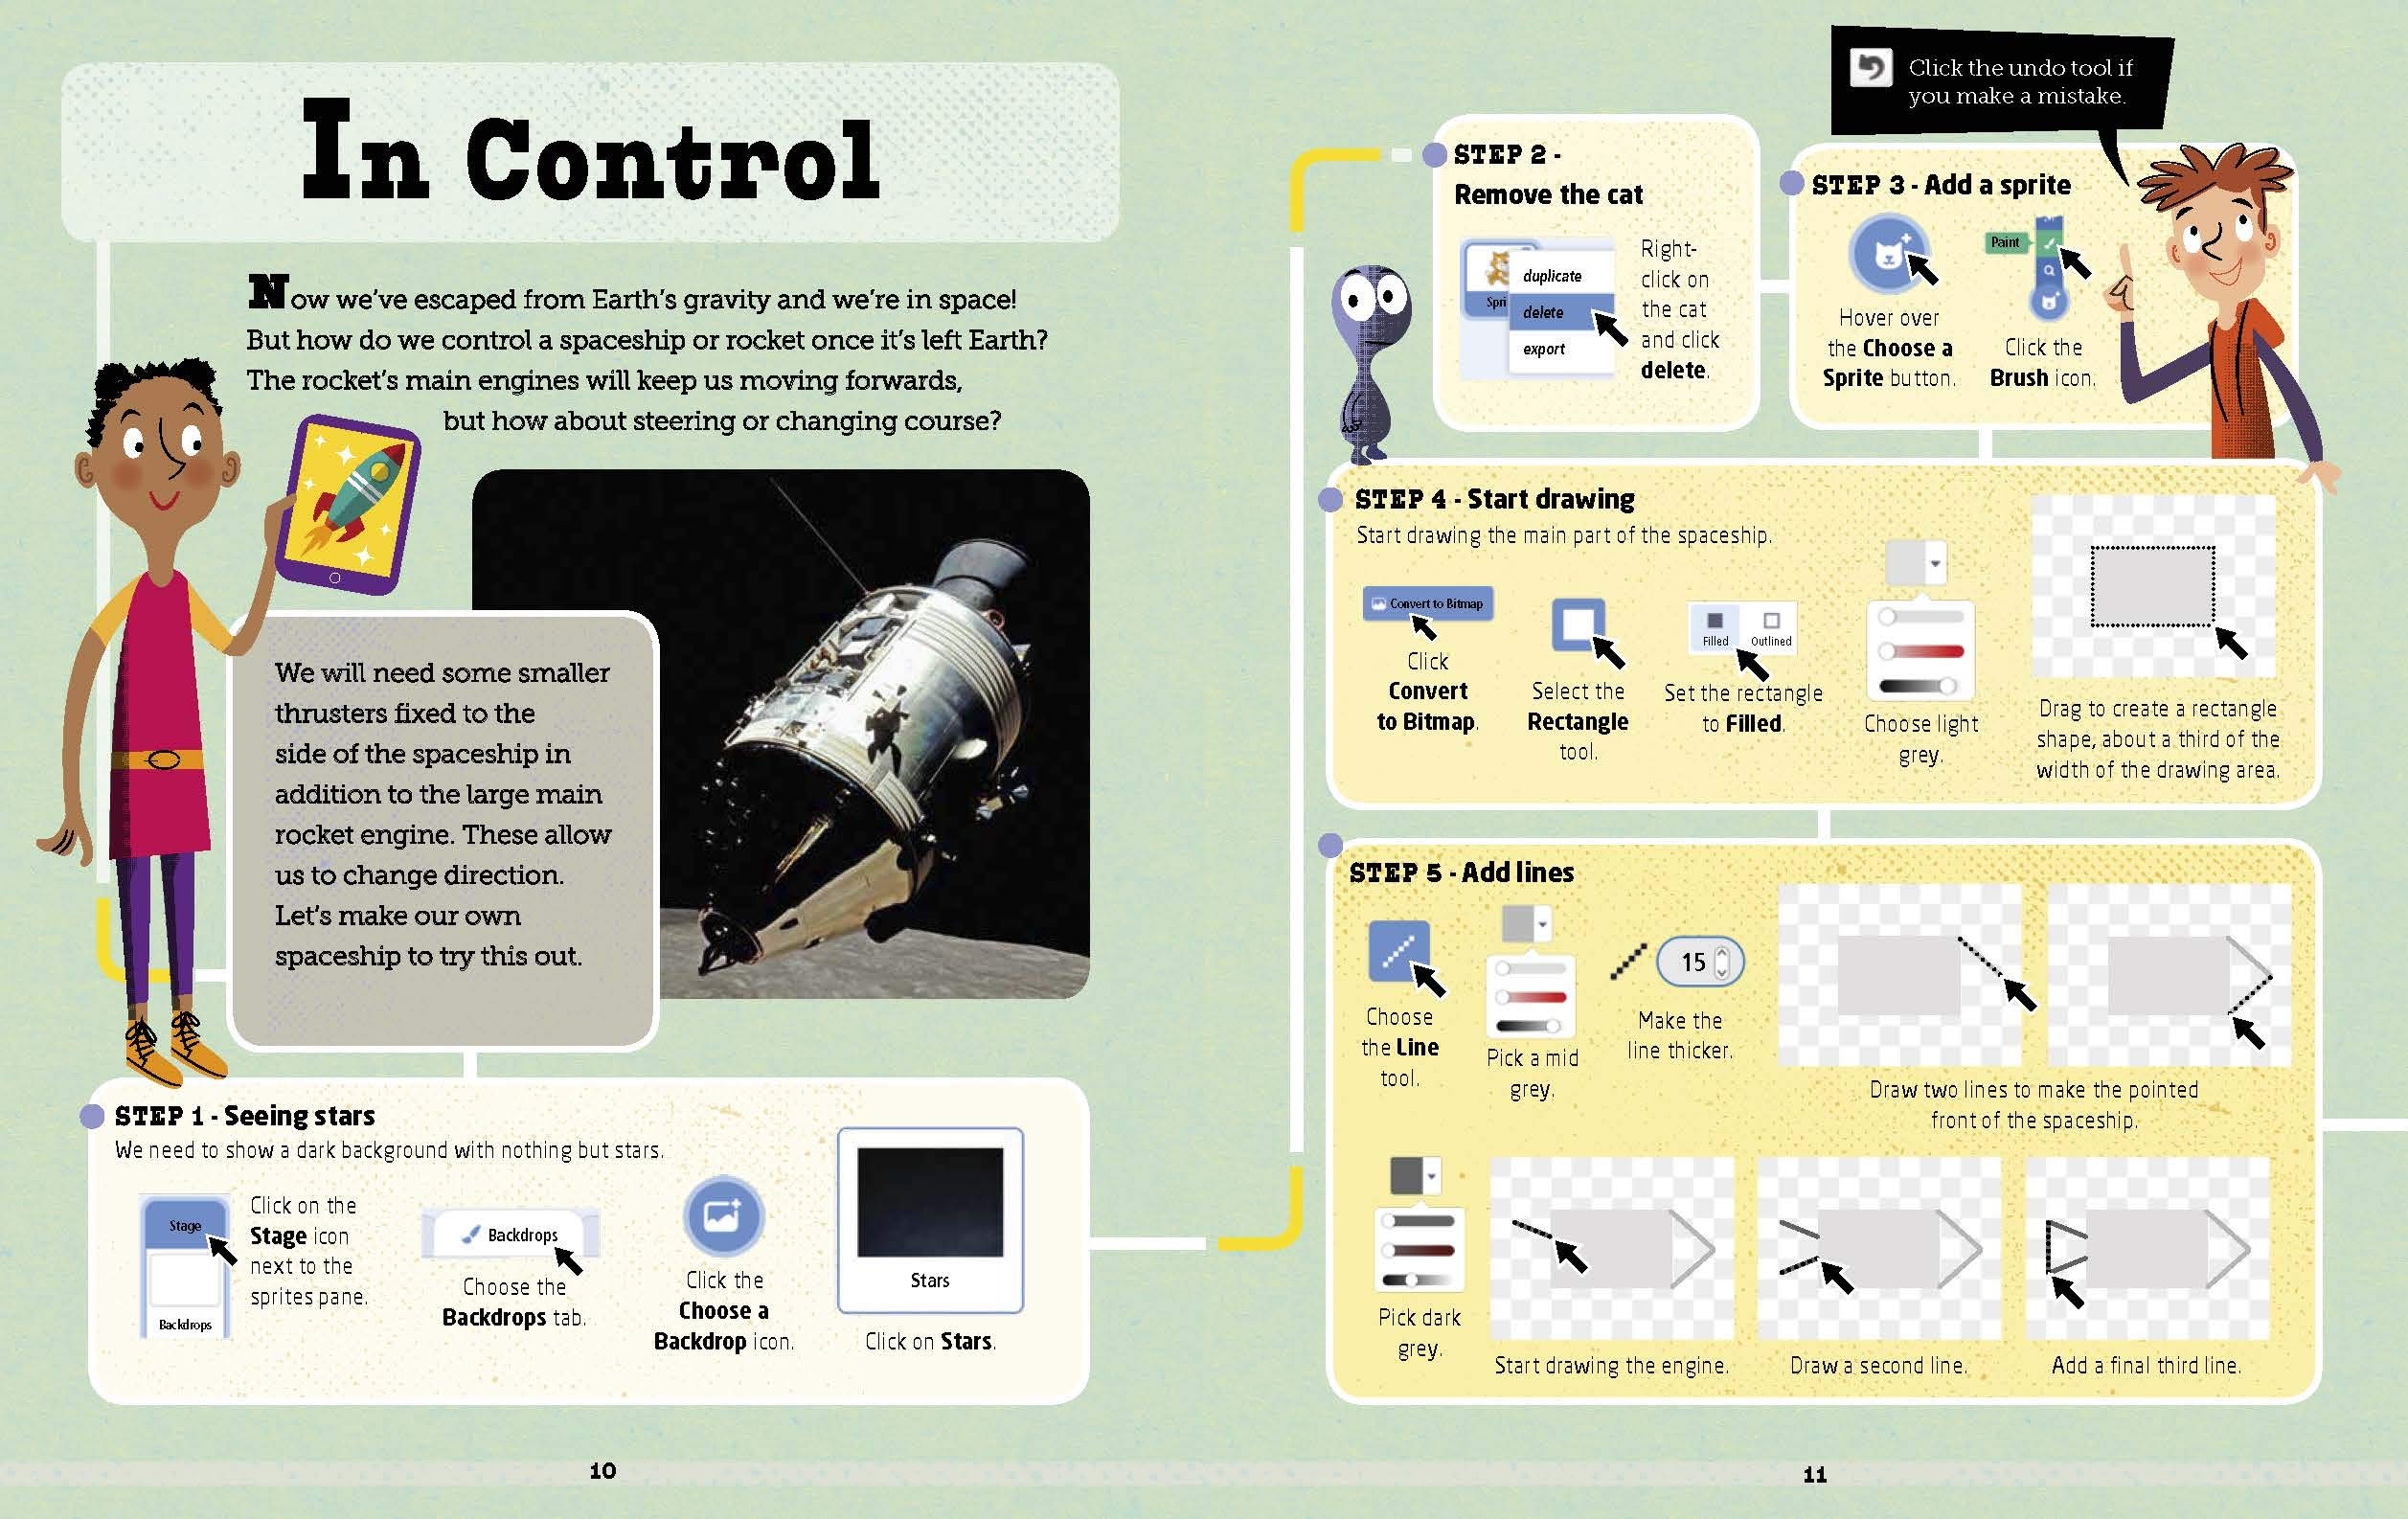 In Control
Now we've escaped from Earth's gravity and we're in space!
But how do we control a spaceship or rocket once it's left Earth?
The rocket's main engines will keep us moving forwards,
but how about steering or changing course?
We will need some smaller
thrusters fixed to the
side of the spaceship in
addition to the large main
rocket engine. These allow
us to change direction.
Let's make our own
spaceship to try this out.
STEP 1 - Seeing stars
We need to show a dark background with nothing but stars.
Stage
Backdrops
Click on the
Stage icon
next to the
sprites pane.
Backdrops
Choose the
Backdrops tab.
Click the
Choose a
Backdrop icon.
Stars
Click on Stars.
10
Click the undo tool if
you make a mistake.
STEP 2 -
Remove the cat
Spri
duplicate
delete
export
Right-
click on
the cat
and click
delete.
STEP 3 - Add a sprite
Hover over
the Choose a
Sprite button.
Paint
Click the
Brush icon.
STEP 4 - Start drawing
Start drawing the main part of the spaceship.
Convert to Bitmap
Click
Convert
to Bitmap.
Select the
Rectangle
tool.
Filled Outlined
Set the rectangle
to Filled.
Choose light
grey.
Drag to create a rectangle
shape, about a third of the
width of the drawing area.
STEP 5 - Add lines
Choose
the Line
tool.
Pick a mid
grey.
15
Make the
line thicker.
Draw two lines to make the pointed
front of the spaceship.
Pick dark
grey.
Start drawing the engine.
Draw a second line.
Add a final third line.
11